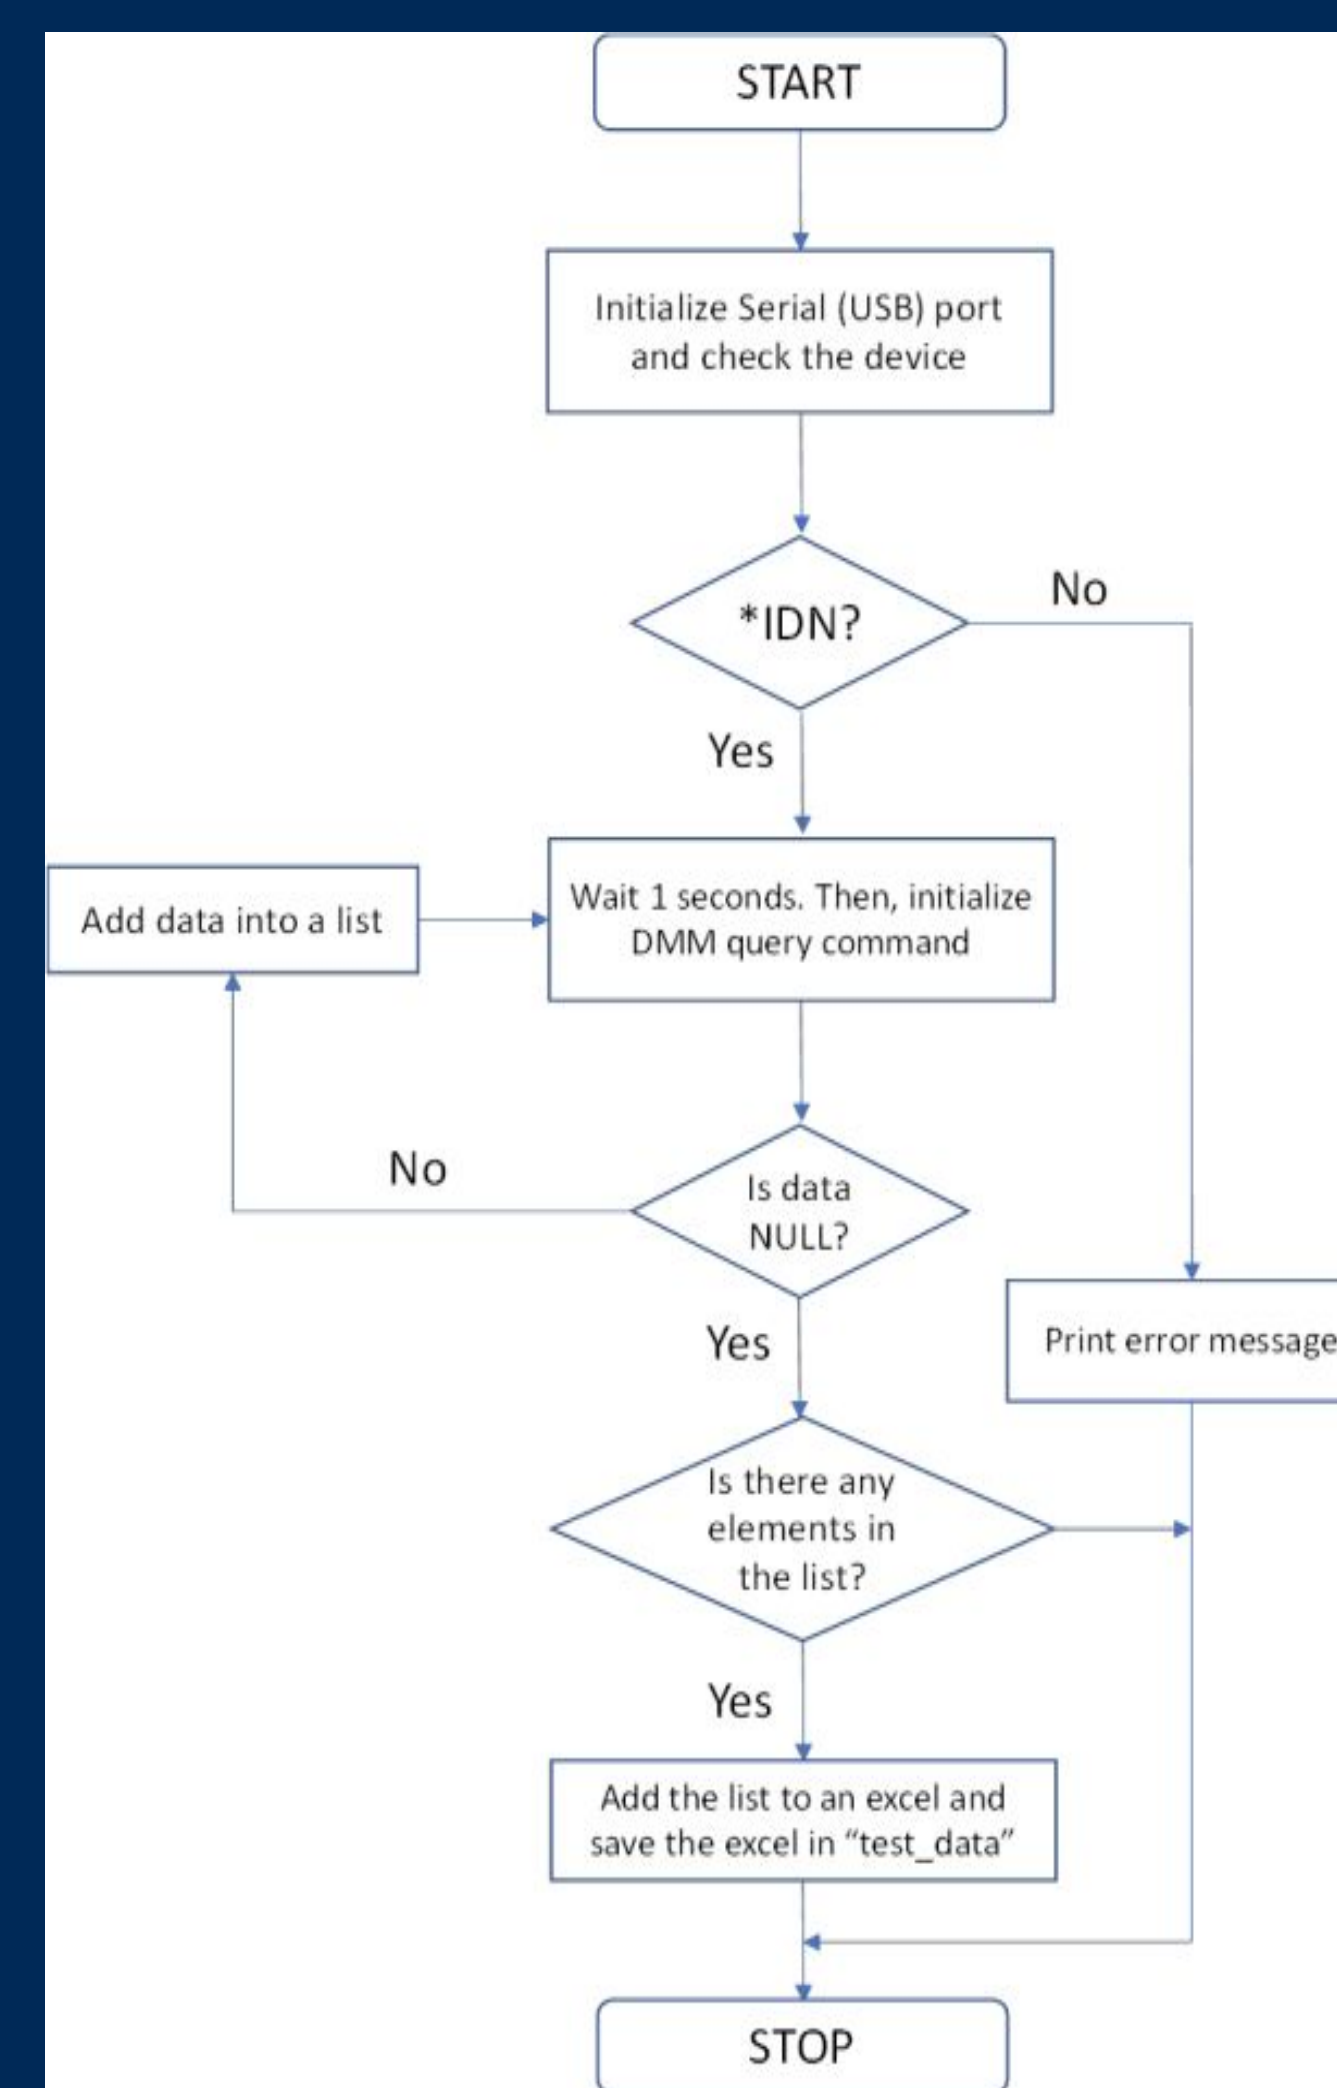 START
Initialize Serial (USB) port
and check the device
*IDN?
No
Yes
Add data into a list
Wait 1 seconds. Then, initialize
DMM query command
Is data
NULL?
No
Yes
Print error message
Is there any
elements in
the list?
Yes
Add the list to an excel and
save the excel in “test_data”
STOP